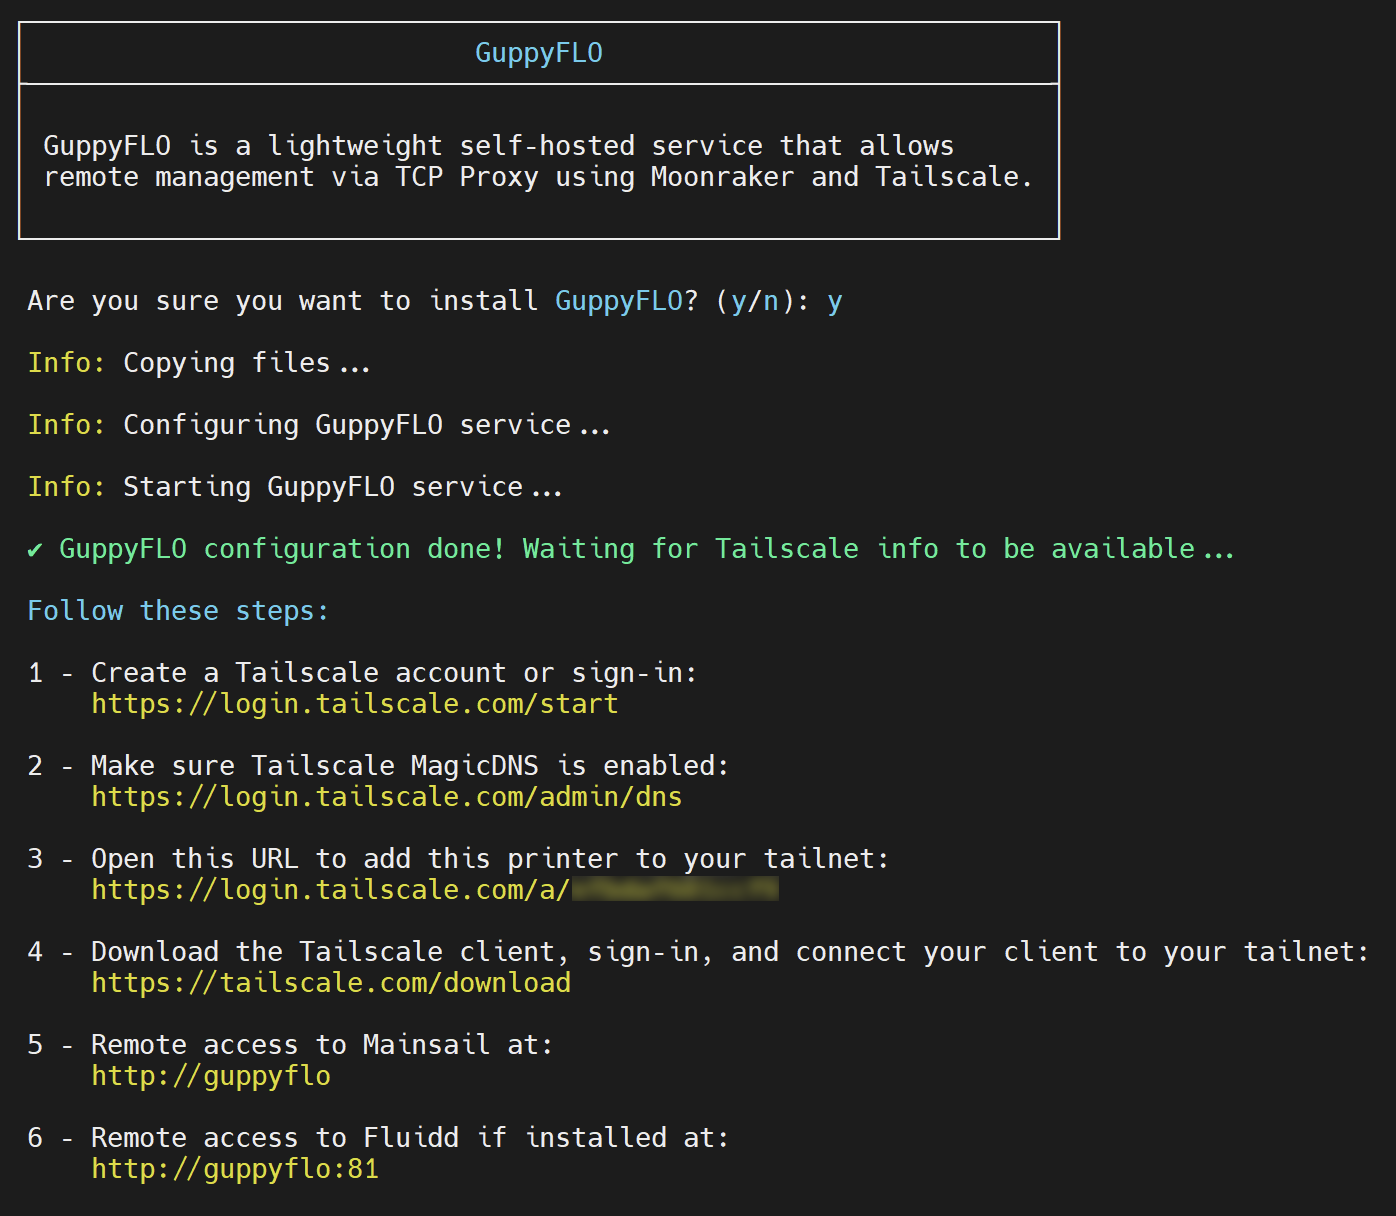 GuppyFLO
GuppyFLO is a lightweight self-hosted service that allows
remote management via TCP Proxy using Moonraker and Tailscale.
Are you sure you want to install GuppyFLO? (y/n): y
Info: Copying files...
Info: Configuring GuppyFLO service...
Info: Starting GuppyFLO service...
✔ GuppyFLO configuration done! Waiting for Tailscale info to be available...
Follow these steps:
1 - Create a Tailscale account or sign-in:
https://login.tailscale.com/start
2 - Make sure Tailscale MagicDNS is enabled:
https://login.tailscale.com/admin/dns
3 - Open this URL to add this printer to your tailnet:
https://login.tailscale.com/a/
4 - Download the Tailscale client, sign-in, and connect your client to your tailnet:
https://tailscale.com/download
5 - Remote access to Mainsail at:
http://guppyflo
6 - Remote access to Fluidd if installed at:
http://guppyflo:81